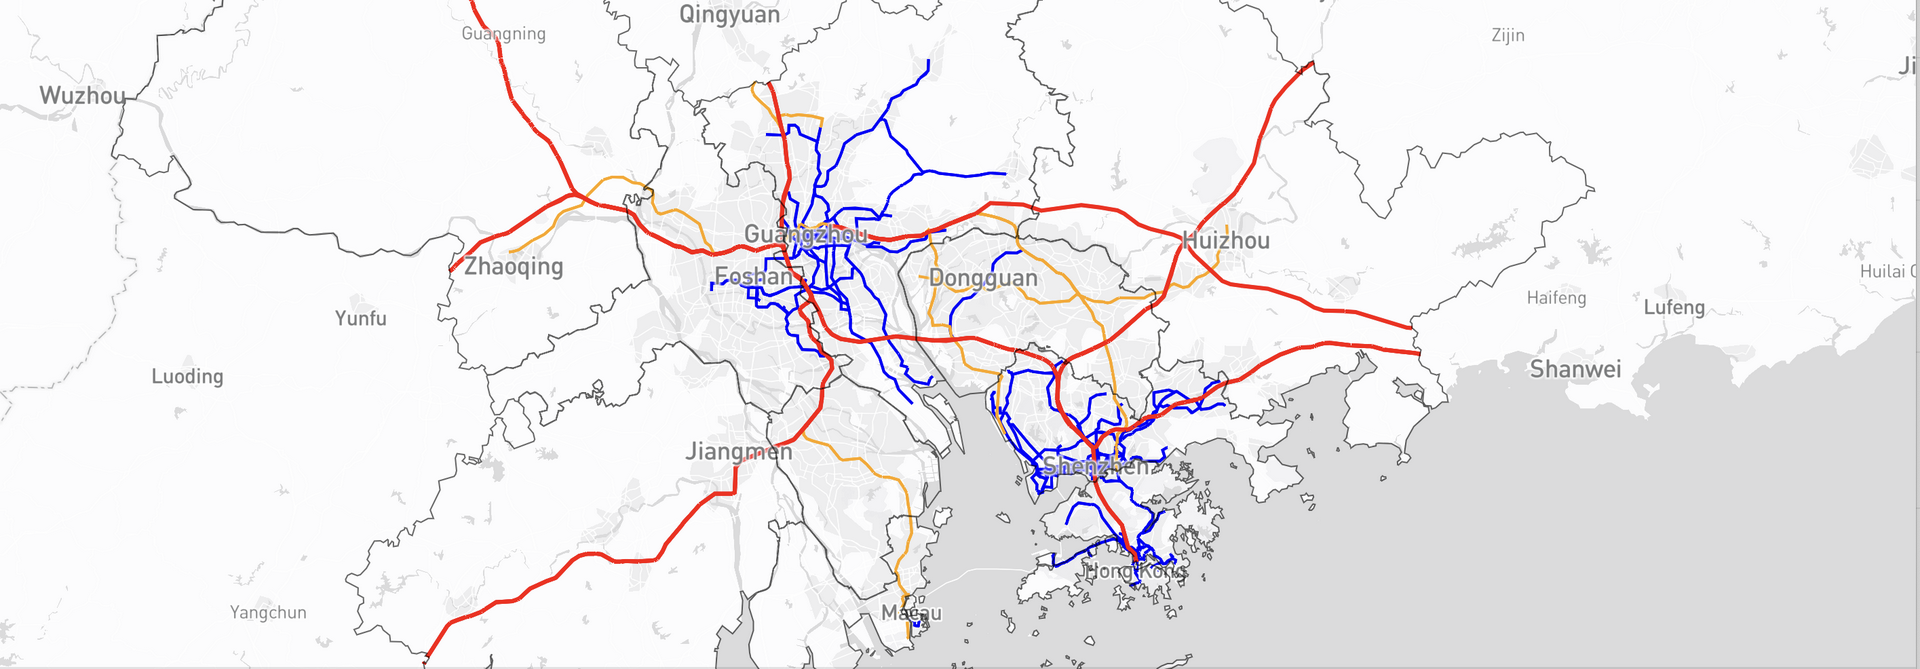 Qingyuan
Guangning
Zijin
Wuzhou
Ji
Guangzhou
Huizhou
Zhaoqing
Foshan
Dongguan
Huilai C
Haifeng
Lufeng
Yunfu
Luoding
Shanwei
Jiangmen
Shenzhen
Hong Kong
Yangchun
Macau